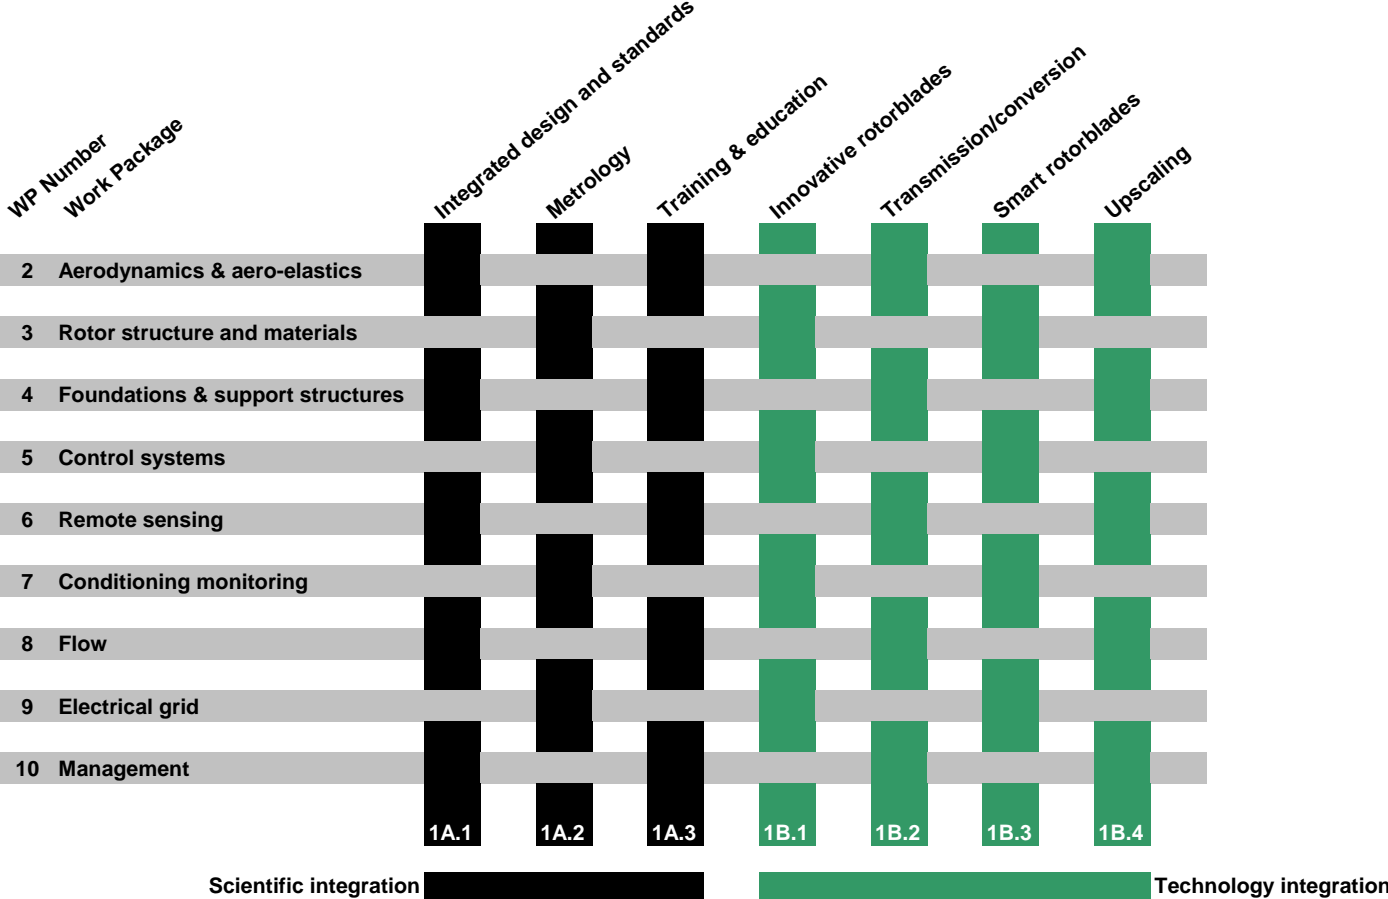 WP Number
Work Package
Integrated design and standards
Metrology
Training & education
Innovative rotorblades
Transmission/conversion
Smart rotorblades
Upscaling
2 Aerodynamics & aero-elastics
3 Rotor structure and materials
4 Foundations & support structures
5 Control systems
6 Remote sensing
7 Conditioning monitoring
8 Flow
9 Electrical grid
10 Management
1A.1 1A.2 1A.3 1B.1 1B.2 1B.3 1B.4
Scientific integration Technology integration